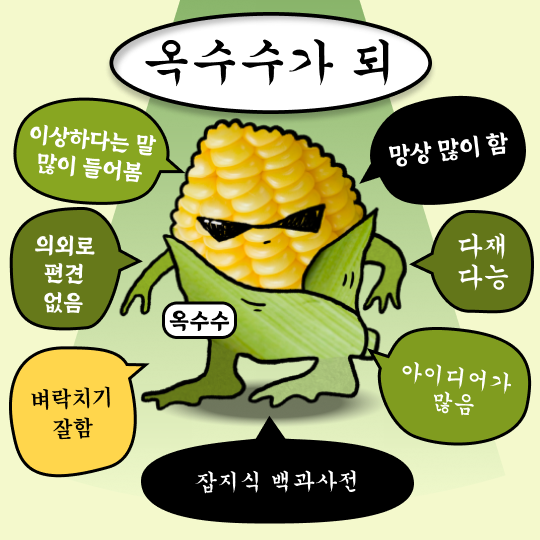 옥수수가 되
이상하다는 말
많이 들어봄
망상 많이 함
의외로
편견
없음
다재
다능
옥수수
벼락치기
잘함
아이디어가
많음
잡지식 백과사전